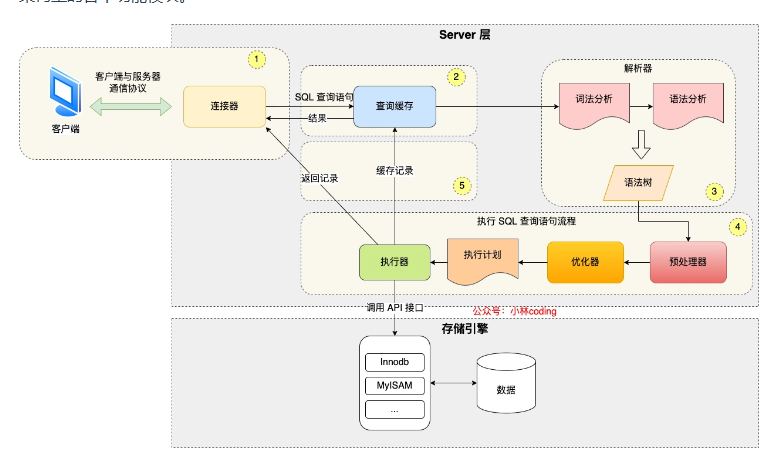 Server 层
1
客户端与服务器
通信协议
客户端
连接器
SQL 查询语句
结果
2
查询缓存
解析器
词法分析
语法分析
语法树
3
返回记录
缓存记录
5
执行 SQL 查询语句流程
4
执行器
执行计划
优化器
预处理器
调用 API 接口
公众号：小林coding
存储引擎
Innodb
MyISAM
...
数据